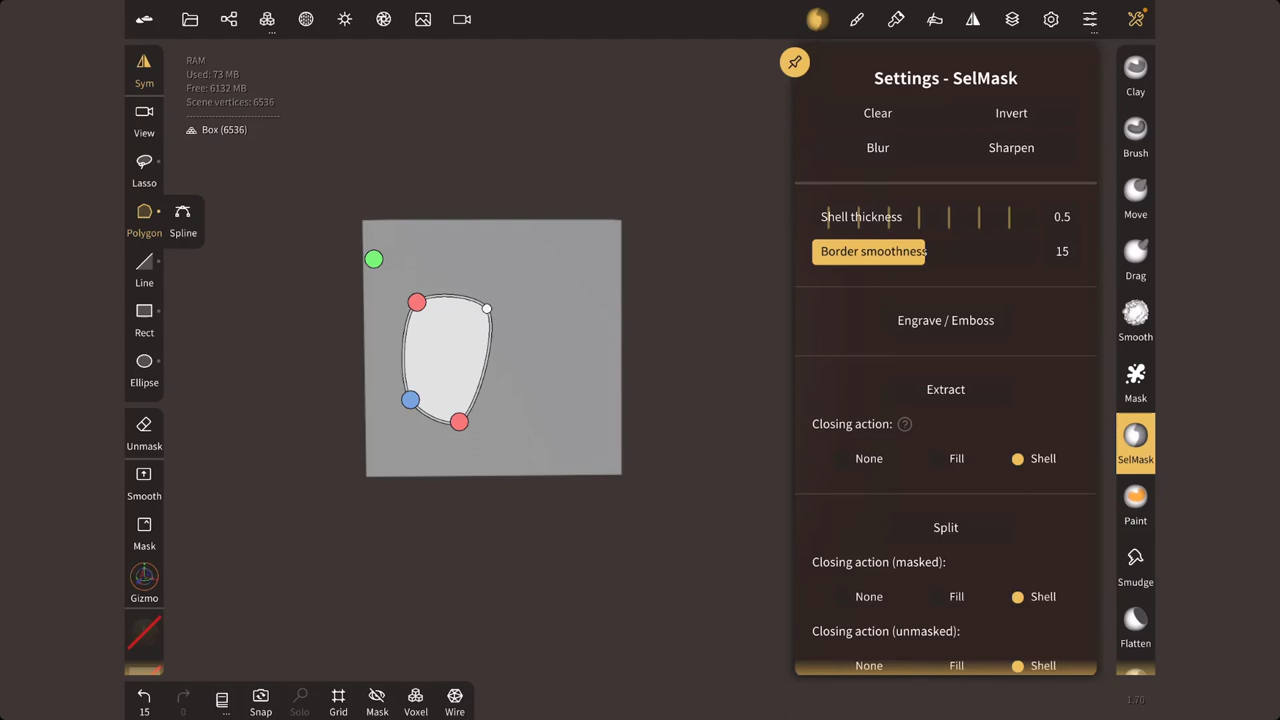 RAM
Used: 73 MB
Free: 6132 MB
Scene vertices: 6536
Box (6536)
Sym
View
Lasso
Polygon
Spline
Line
Rect
Ellipse
Unmask
Smooth
Mask
Gizmo
Settings - SelMask
Clear Invert
Blur Sharpen
Shell thickness 0.5
Border smoothness 15
Engrave / Emboss
Extract
Closing action: ?
None Fill Shell
Split
Closing action (masked):
None Fill Shell
Closing action (unmasked):
None Fill Shell
Clay
Brush
Move
Drag
Smooth
Mask
SelMask
Paint
Smudge
Flatten
15 0 ... Snap Solo Grid Mask Voxel Wire
1.70